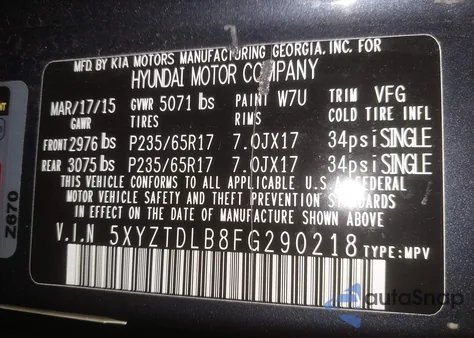 MFD. BY KIA MOTORS MANUFACTURING GEORGIA, INC. FOR
HYUNDAI MOTOR COMPANY
MAR/17/15 GVWR 5071 lbs PAINT W7U TRIM VFG
GAWR TIRES RIMS COLD TIRE INFL
FRONT 2976 lbs P235/65R17 7.0JX17 34psi SINGLE
REAR 3075 lbs P235/65R17 7.0JX17 34psi SINGLE
THIS VEHICLE CONFORMS TO ALL APPLICABLE U.S.A FEDERAL
MOTOR VEHICLE SAFETY AND THEFT PREVENTION STANDARDS
IN EFFECT ON THE DATE OF MANUFACTURE SHOWN ABOVE
V.I.N 5XYZTDLB8FG290218 TYPE:MPV
Z670
autoSnap